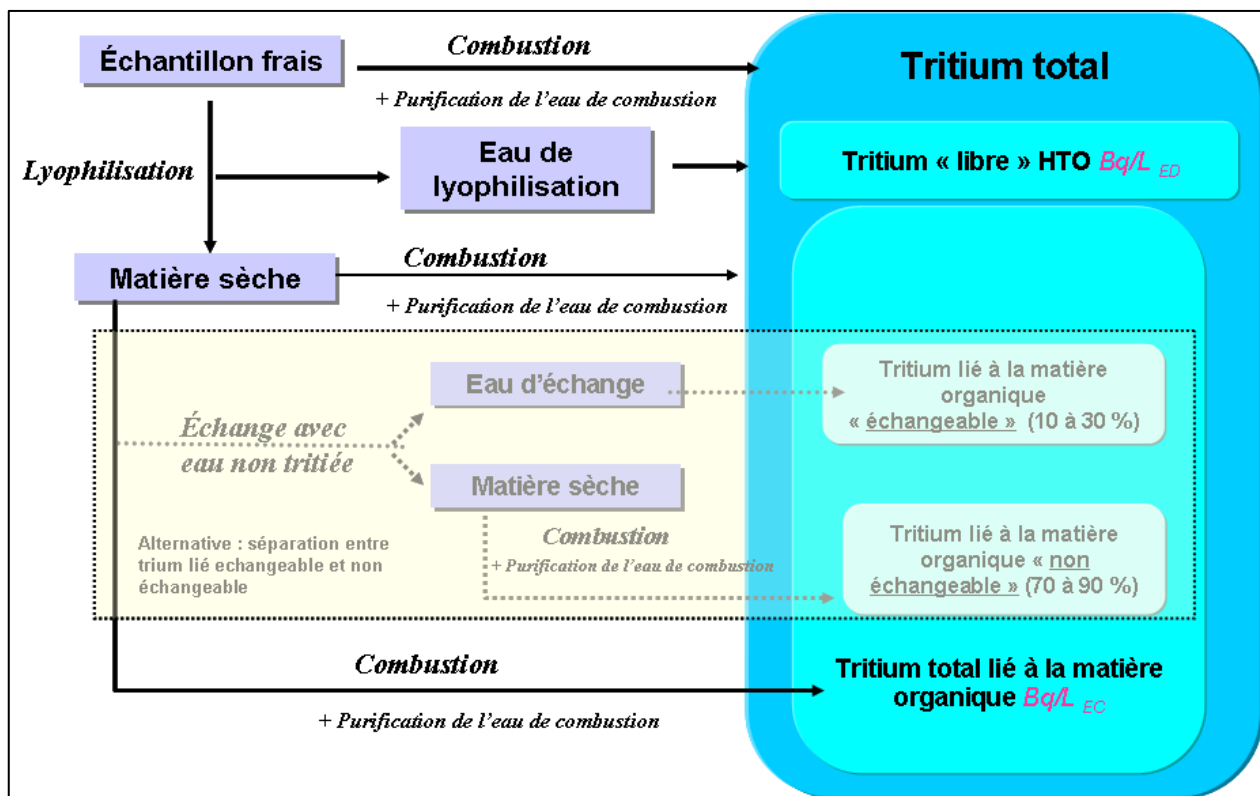 Échantillon frais
Combustion
+ Purification de l'eau de combustion
Tritium total
Lyophilisation
Eau de
lyophilisation
Tritium « libre » HTO Bq/L ED
Matière sèche
Combustion
+ Purification de l'eau de combustion
Échange avec
eau non tritiée
Eau d'échange
Tritium lié à la matière
organique
« échangeable » (10 à 30 %)
Matière sèche
Alternative : séparation entre
trium lié echangeable et non
échangeable
Combustion
+ Purification de l'eau de combustion
Tritium lié à la matière
organique « non
échangeable » (70 à 90 %)
Combustion
+ Purification de l'eau de combustion
Tritium total lié à la matière
organique Bq/L EC